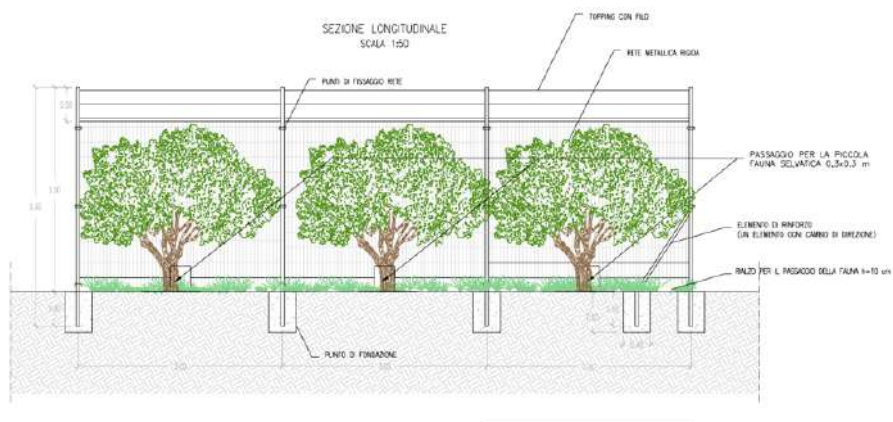 SEZIONE LONGITUDINALE
SCALA 1:50
TOPPING CON FILO
RETE METALLICA RIGIDA
PUNTI DI FISSAGGIO RETE
PASSAGGIO PER LA PICCOLA
FAUNA SELVATICA 0.3x0.3 m
ELEMENTO DI RINFORZO
(UN ELEMENTO OGNI CAMBIO DI DIREZIONE)
RIALZO PER IL PASSAGGIO DELLA FAUNA h=10 cm
PUNTO DI FONDAZIONE